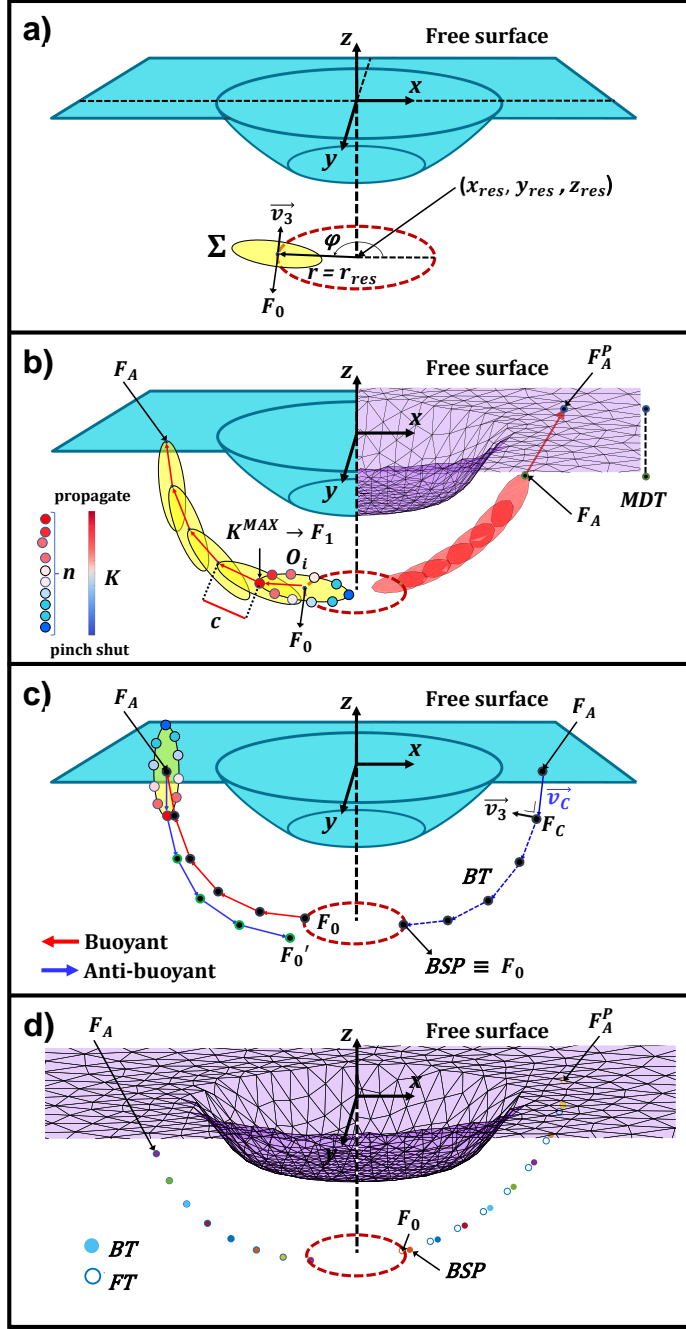 a)
z
Free surface
x
y
(x_res, y_res, z_res)
v_3
Σ
φ
r = r_res
F_0
b)
F_A
z
Free surface
F_A^P
x
y
propagate
n
K
pinch shut
K^MAX → F_1
O_i
F_A
MDT
c
F_0
c)
F_A
z
Free surface
F_A
x
y
v_3
v_C
F_C
BT
F_0
F_0'
BSP ≡ F_0
Buoyant
Anti-buoyant
d)
F_A
z
Free surface
F_A^P
x
y
F_0
BT
FT
BSP